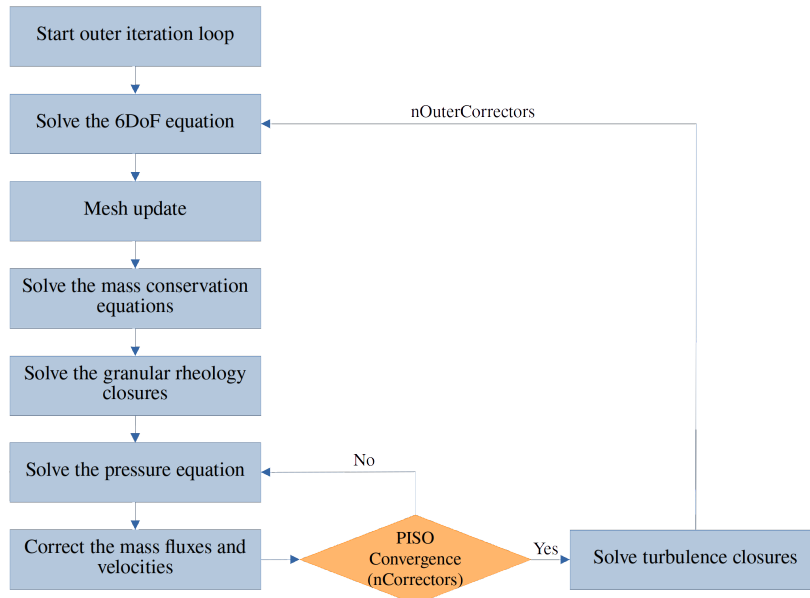 Start outer iteration loop
nOuterCorrectors
Solve the 6DoF equation
Mesh update
Solve the mass conservation
equations
Solve the granular rheology
closures
No
Solve the pressure equation
Correct the mass fluxes and
velocities
PISO
Convergence
(nCorrectors)
Yes
Solve turbulence closures